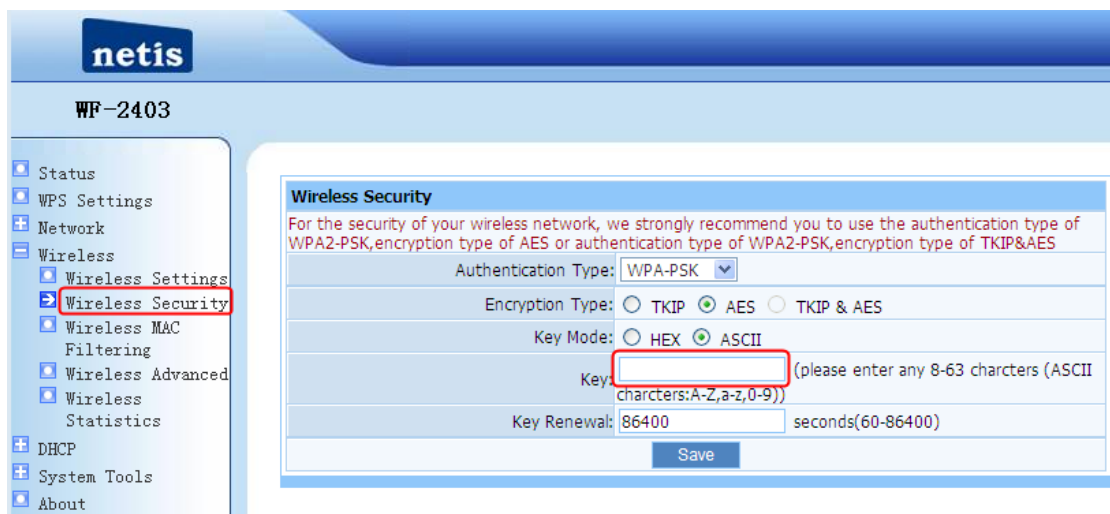 netis
WF-2403
Status
WPS Settings
Network
Wireless
Wireless Settings
Wireless Security
Wireless MAC
Filtering
Wireless Advanced
Wireless
Statistics
DHCP
System Tools
About
Wireless Security
For the security of your wireless network, we strongly recommend you to use the authentication type of
WPA2-PSK,encryption type of AES or authentication type of WPA2-PSK,encryption type of TKIP&AES
Authentication Type: WPA-PSK
Encryption Type: TKIP AES TKIP & AES
Key Mode: HEX ASCII
Key: (please enter any 8-63 charcters (ASCII
charcters:A-Z,a-z,0-9))
Key Renewal: 86400 seconds(60-86400)
Save